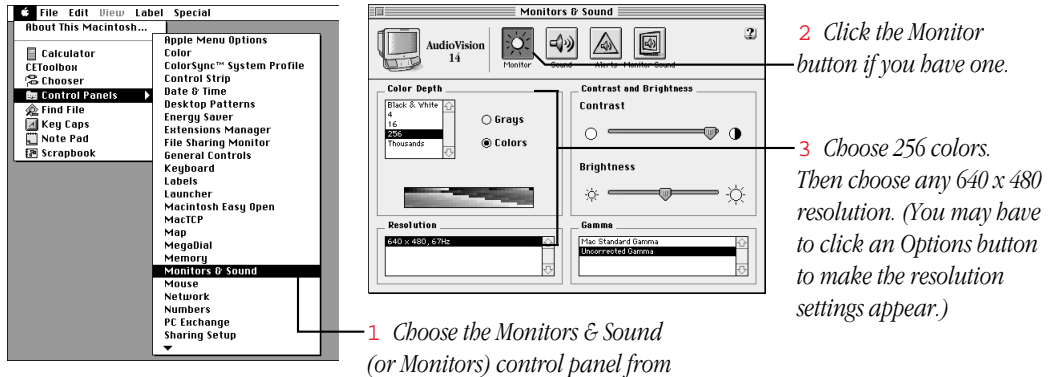 File Edit View Label Special
About This Macintosh...
Calculator
CEToolbox
Chooser
Control Panels
Find File
Key Caps
Note Pad
Scrapbook
Apple Menu Options
Color
ColorSync™ System Profile
Control Strip
Date & Time
Desktop Patterns
Energy Saver
Extensions Manager
File Sharing Monitor
General Controls
Keyboard
Labels
Launcher
Macintosh Easy Open
MacTCP
Map
MegaDial
Memory
Monitors & Sound
Mouse
Network
Numbers
PC Exchange
Sharing Setup
Monitors & Sound
AudioVision
14
Monitor Sound Alerts Monitor Sound
Color Depth
Black & White
4
16
256
Thousands
Grays
Colors
Contrast and Brightness
Contrast
Brightness
Resolution
640 x 480, 67Hz
Gamma
Mac Standard Gamma
Uncorrected Gamma
2 Click the Monitor
button if you have one.
3 Choose 256 colors.
Then choose any 640 x 480
resolution. (You may have
to click an Options button
to make the resolution
settings appear.)
1 Choose the Monitors & Sound
(or Monitors) control panel from